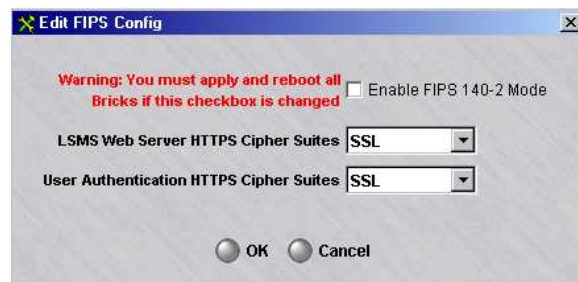 Edit FIPS Config
Warning: You must apply and reboot all
Bricks if this checkbox is changed
Enable FIPS 140-2 Mode
LSMS Web Server HTTPS Cipher Suites SSL
User Authentication HTTPS Cipher Suites SSL
OK Cancel